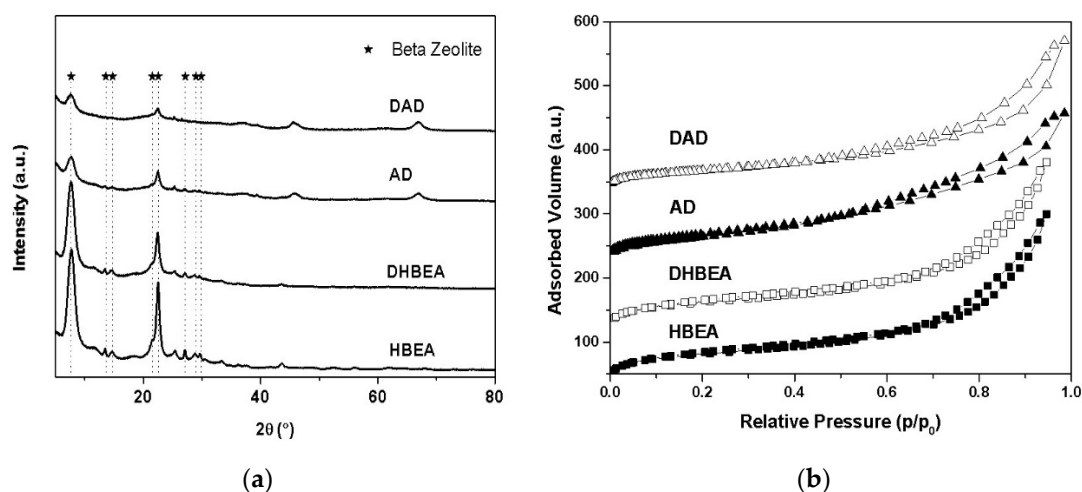 ★ Beta Zeolite
DAD
AD
DHBEA
HBEA
Intensity (a.u.)
20
40
60
80
2θ (°)
(a)
600
500
400
300
200
100
DAD
AD
DHBEA
HBEA
Adsorbed Volume (a.u.)
0.0
0.2
0.4
0.6
0.8
1.0
Relative Pressure (p/p₀)
(b)